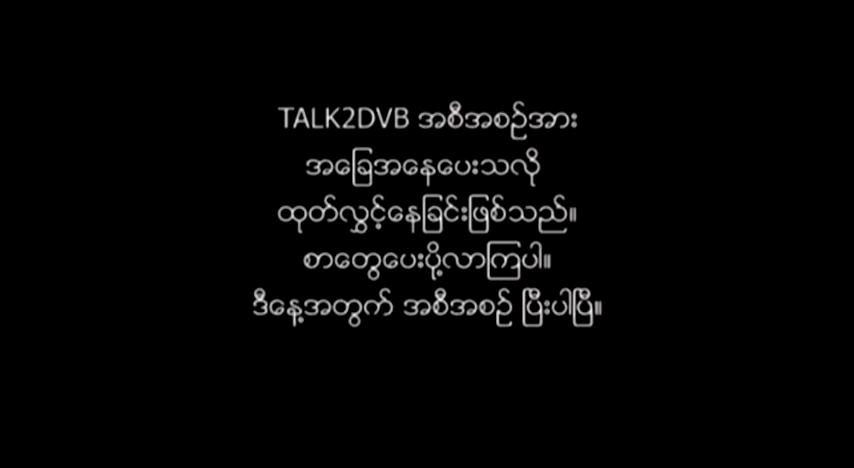 TALK2DVB အစီအစဉ်အား
အခြေအနေပေးသလို
ထုတ်လွှင့်နေခြင်းဖြစ်သည်။
စာတွေပေးပို့လာကြပါ။
ဒီနေ့အတွက် အစီအစဉ် ပြီးပါပြီ။